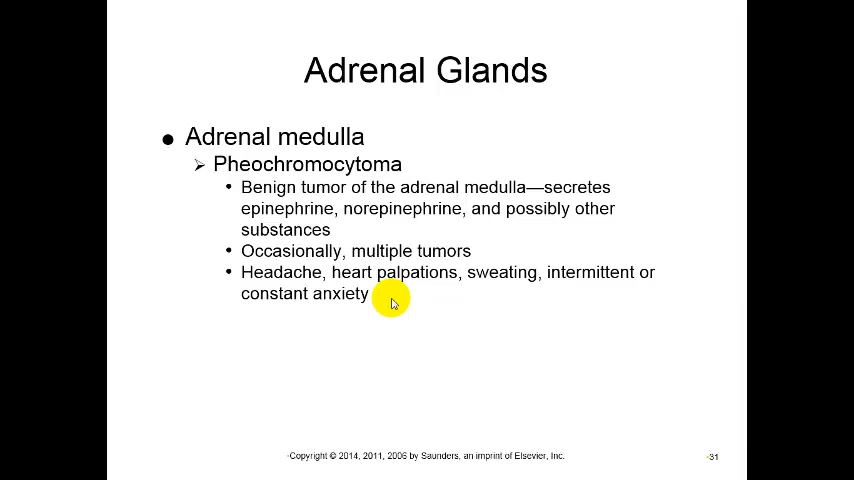 Adrenal Glands
● Adrenal medulla
➢ Pheochromocytoma
• Benign tumor of the adrenal medulla—secretes
epinephrine, norepinephrine, and possibly other
substances
• Occasionally, multiple tumors
• Headache, heart palpations, sweating, intermittent or
constant anxiety
•Copyright © 2014, 2011, 2006 by Saunders, an imprint of Elsevier, Inc.
•31